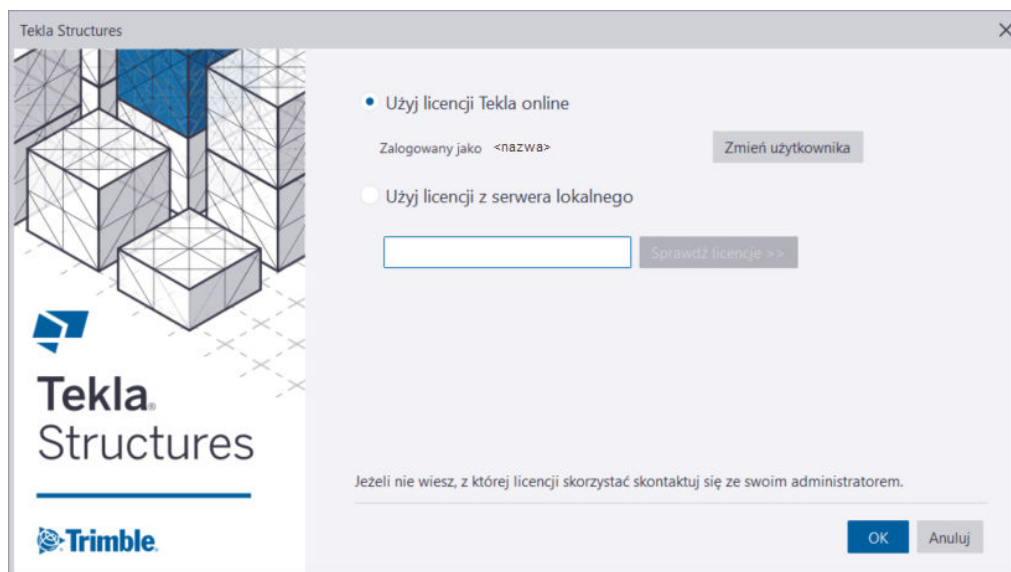 Tekla Structures
Użyj licencji Tekla online
Zalogowany jako <nazwa>
Zmień użytkownika
Użyj licencji z serwera lokalnego
Sprawdź licencje >>
Tekla®
Structures
Jeżeli nie wiesz, z której licencji skorzystać skontaktuj się ze swoim administratorem.
Trimble.
OK
Anuluj